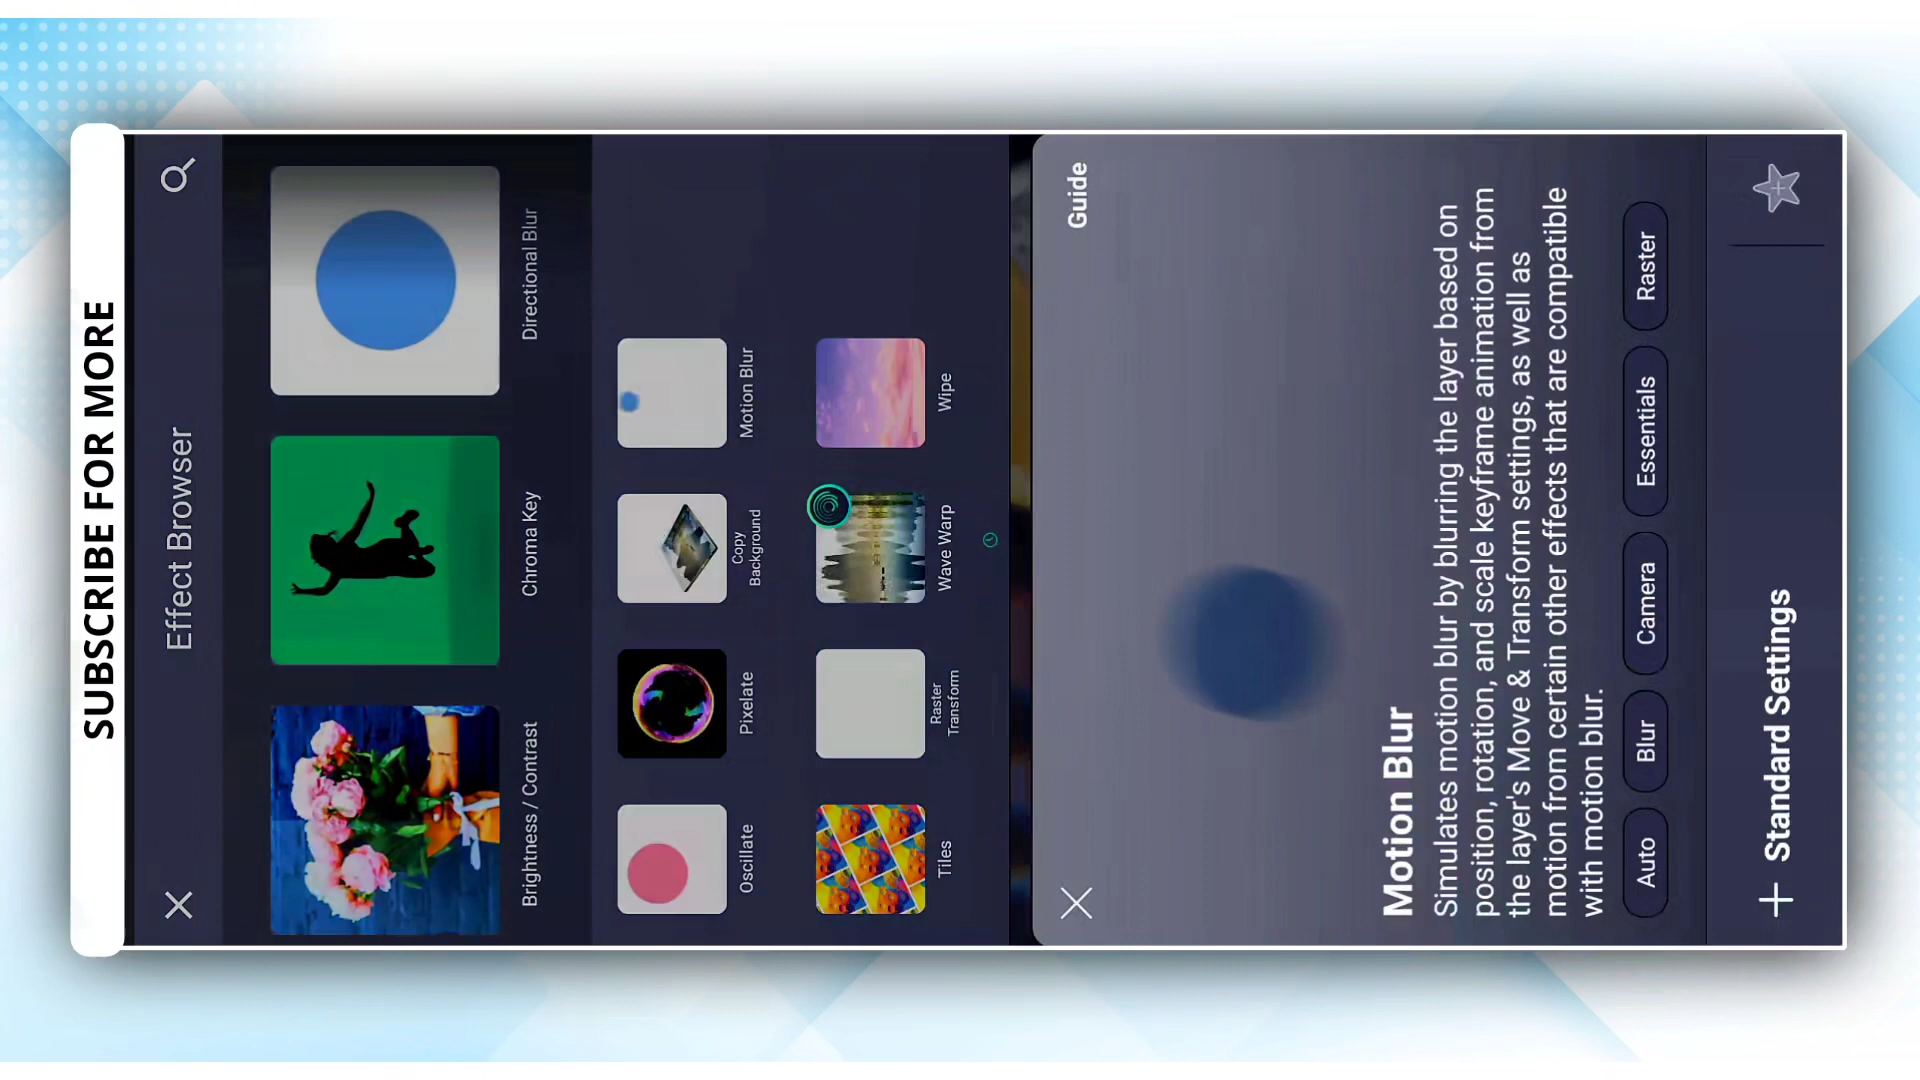 SUBSCRIBE FOR MORE
Effect Browser
Brightness / Contrast
Chroma Key
Directional Blur
Oscillate
Pixelate
Copy
Background
Motion Blur
Tiles
Raster
Transform
Wave Warp
Wipe
Guide
Motion Blur
Simulates motion blur by blurring the layer based on
position, rotation, and scale keyframe animation from
the layer's Move & Transform settings, as well as
motion from certain other effects that are compatible
with motion blur.
Auto
Blur
Camera
Essentials
Raster
Standard Settings